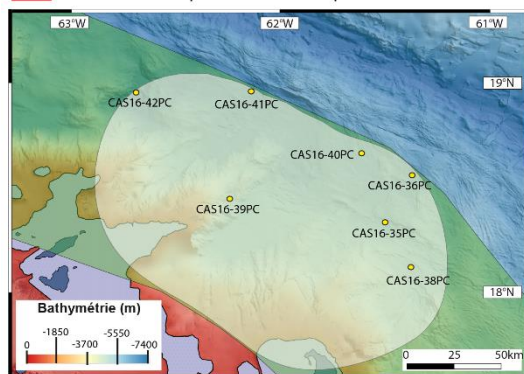 63°W
62°W
61°W
19°N
CAS16-42PC
CAS16-41PC
CAS16-40PC
CAS16-36PC
CAS16-39PC
CAS16-35PC
CAS16-38PC
18°N
Bathymétrie (m)
-1850 -5550
0 -3700 -7400
0 25 50km